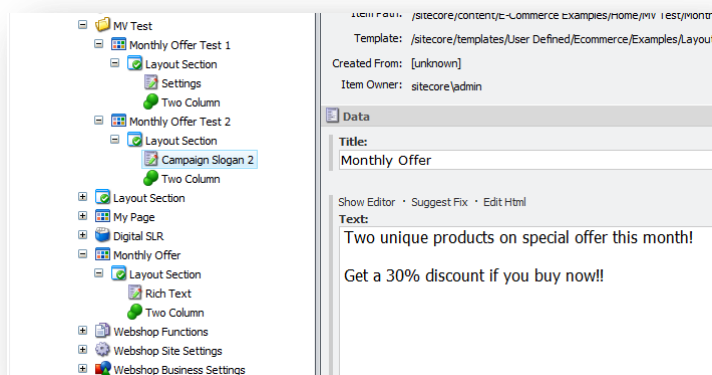 MV Test
Monthly Offer Test 1
Layout Section
Settings
Two Column
Monthly Offer Test 2
Layout Section
Campaign Slogan 2
Two Column
Layout Section
My Page
Digital SLR
Monthly Offer
Layout Section
Rich Text
Two Column
Webshop Functions
Webshop Site Settings
Webshop Business Settings
Item Path: /sitecore/content/E-Commerce Examples/Home/MV Test/Month
Template: /sitecore/templates/User Defined/Ecommerce/Examples/Layou
Created From: [unknown]
Item Owner: sitecore\admin
Data
Title:
Monthly Offer
Show Editor · Suggest Fix · Edit Html
Text:
Two unique products on special offer this month!
Get a 30% discount if you buy now!!